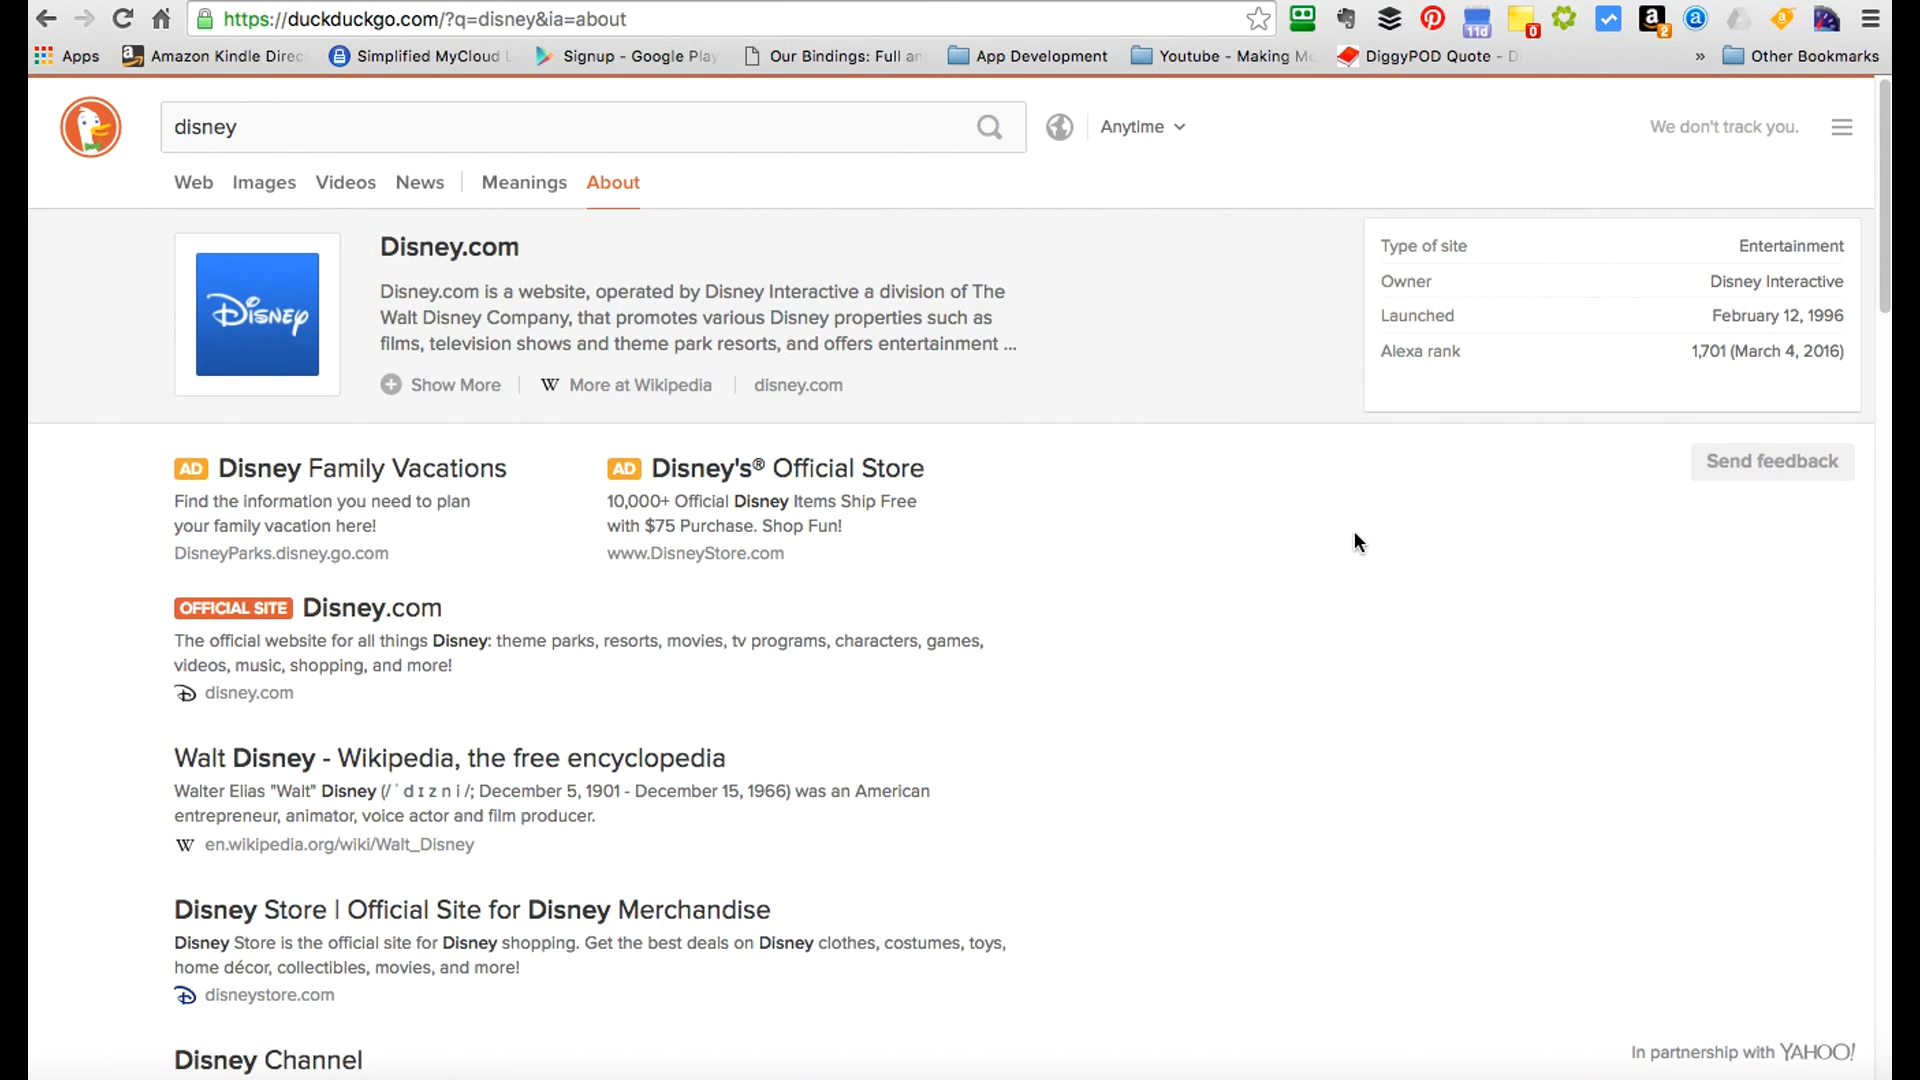 https://duckduckgo.com/?q=disney&ia=about
11d
0
a
2
a
Apps
Amazon Kindle Direc
Simplified MyCloud
Signup - Google Play
Our Bindings: Full an
App Development
Youtube - Making M
DiggyPOD Quote - D
»
Other Bookmarks
disney
Anytime
We don't track you.
Web Images Videos News Meanings About
Disney
Disney.com
Disney.com is a website, operated by Disney Interactive a division of The
Walt Disney Company, that promotes various Disney properties such as
films, television shows and theme park resorts, and offers entertainment ...
Show More
W More at Wikipedia
disney.com
Type of site Entertainment
Owner Disney Interactive
Launched February 12, 1996
Alexa rank 1,701 (March 4, 2016)
Send feedback
AD Disney Family Vacations
Find the information you need to plan
your family vacation here!
DisneyParks.disney.go.com
AD Disney's® Official Store
10,000+ Official Disney Items Ship Free
with $75 Purchase. Shop Fun!
www.DisneyStore.com
OFFICIAL SITE Disney.com
The official website for all things Disney: theme parks, resorts, movies, tv programs, characters, games,
videos, music, shopping, and more!
disney.com
Walt Disney - Wikipedia, the free encyclopedia
Walter Elias "Walt" Disney (/ˈdɪzni/; December 5, 1901 - December 15, 1966) was an American
entrepreneur, animator, voice actor and film producer.
W en.wikipedia.org/wiki/Walt_Disney
Disney Store | Official Site for Disney Merchandise
Disney Store is the official site for Disney shopping. Get the best deals on Disney clothes, costumes, toys,
home décor, collectibles, movies, and more!
disneystore.com
Disney Channel
In partnership with YAHOO!